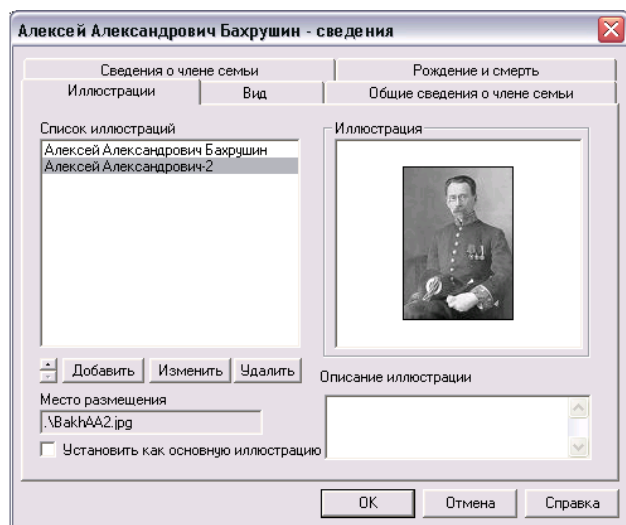 Алексей Александрович Бахрушин - сведения
Сведения о члене семьи
Рождение и смерть
Иллюстрации
Вид
Общие сведения о члене семьи
Список иллюстраций
Алексей Александрович Бахрушин
Алексей Александрович-2
Иллюстрация
Добавить
Изменить
Удалить
Место размещения
.\BakhAA2.jpg
Установить как основную иллюстрацию
Описание иллюстрации
OK
Отмена
Справка